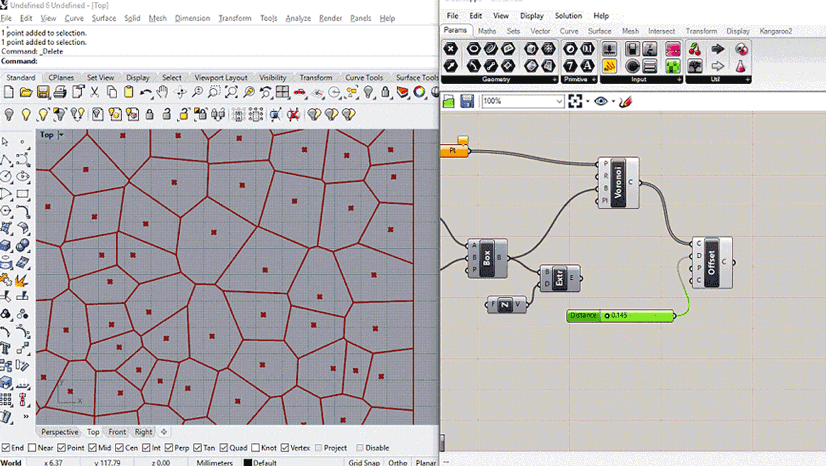 Undefined 6 Undefined - [Top]
File Edit View Curve Surface Solid Mesh Dimension Transform Tools Analyze Render Panels Help
1 point added to selection.
1 point added to selection.
Command: _Delete
Command:
Standard CPlanes Set View Display Select Viewport Layout Visibility Transform Curve Tools Surface Tools
Top
y
x
Perspective Top Front Right
End Near Point Mid Cen Int Perp Tan Quad Knot Vertex Project Disable
World x 6.37 y 117.79 z 0.00 Millimeters Default Grid Snap Ortho Planar
File Edit View Display Solution Help
Params Maths Sets Vector Curve Surface Mesh Intersect Transform Display Kangaroo2
Geometry Primitive Input Util
100%
Pt
P
R
B
Pl
Voronoi
C
A
B
P
Box
B
B
D
Extr
E
F
Z
V
C
D
P
C
Offset
C
Distance 0.145